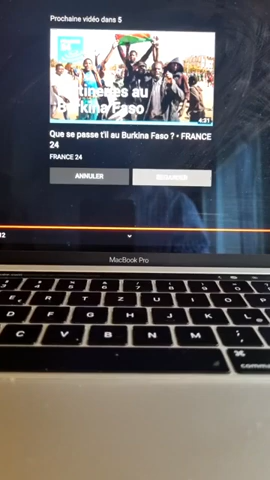 Prochaine vidéo dans 5
au
Burkina Faso
4:21
Que se passe t'il au Burkina Faso ? • FRANCE
24
FRANCE 24
ANNULER
MacBook Pro
E R T Y U I O P
D F G H J K L
C V B N M
⌘